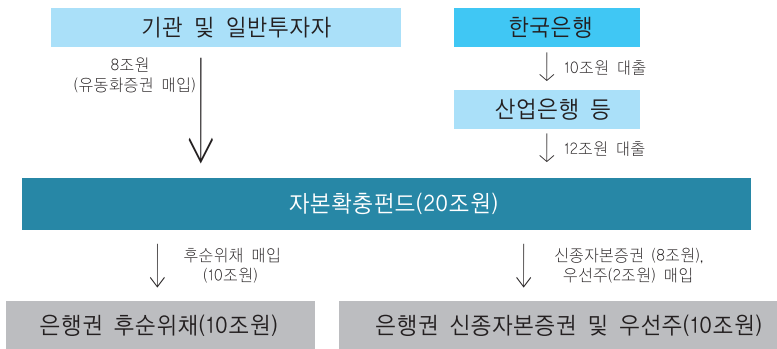 기관 및 일반투자자
한국은행
8조원
(유동화증권 매입)
10조원 대출
산업은행 등
12조원 대출
자본확충펀드(20조원)
후순위채 매입
(10조원)
신종자본증권 (8조원),
우선주(2조원) 매입
은행권 후순위채(10조원)
은행권 신종자본증권 및 우선주(10조원)